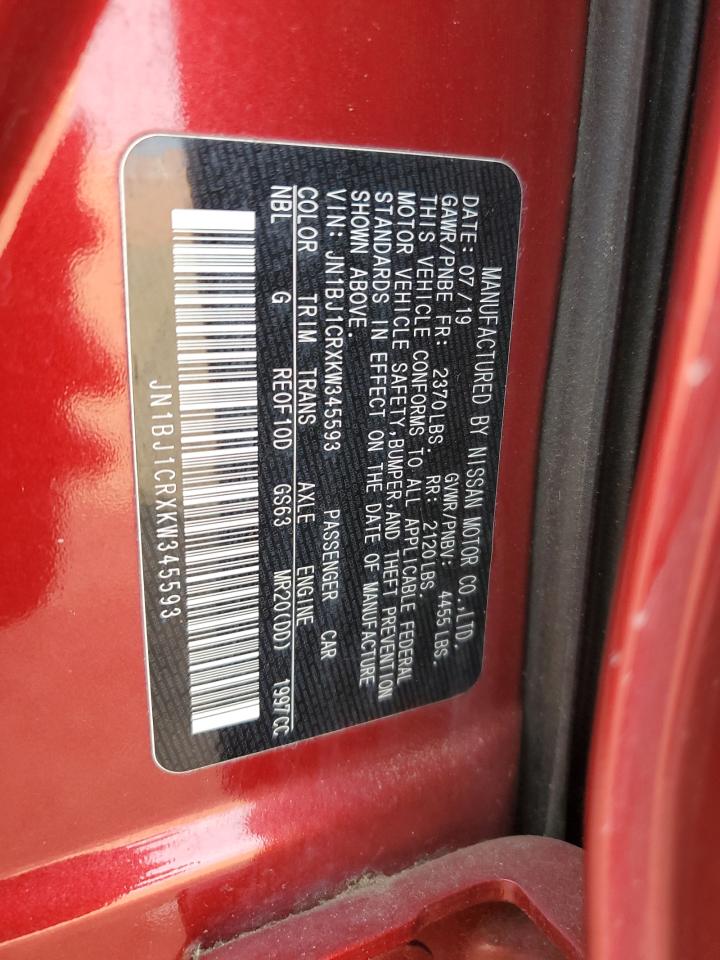 MANUFACTURED BY NISSAN MOTOR CO.,LTD.
DATE: 07/19 GVWR/PNBV: 4455 LBS.
GAWR/PNBE FR: 2370LBS. RR: 2120LBS
THIS VEHICLE CONFORMS TO ALL APPLICABLE FEDERAL
MOTOR VEHICLE SAFETY,BUMPER,AND THEFT PREVENTION
STANDARDS IN EFFECT ON THE DATE OF MANUFACTURE
SHOWN ABOVE.
VIN: JN1BJ1CRXKW345593 PASSENGER CAR
COLOR TRIM TRANS AXLE ENGINE
NBL G RE0F10D GS63 MR20(DD) 1997CC
JN1BJ1CRXKW345593